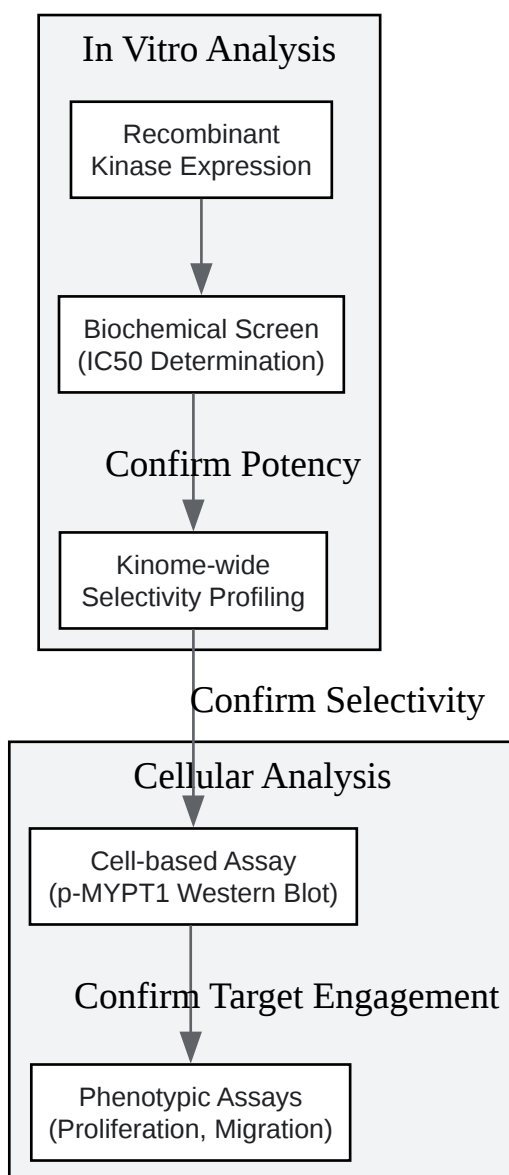 In Vitro Analysis
Recombinant
Kinase Expression
Biochemical Screen
(IC50 Determination)
Confirm Potency
Kinome-wide
Selectivity Profiling
Confirm Selectivity
Cellular Analysis
Cell-based Assay
(p-MYPT1 Western Blot)
Confirm Target Engagement
Phenotypic Assays
(Proliferation, Migration)